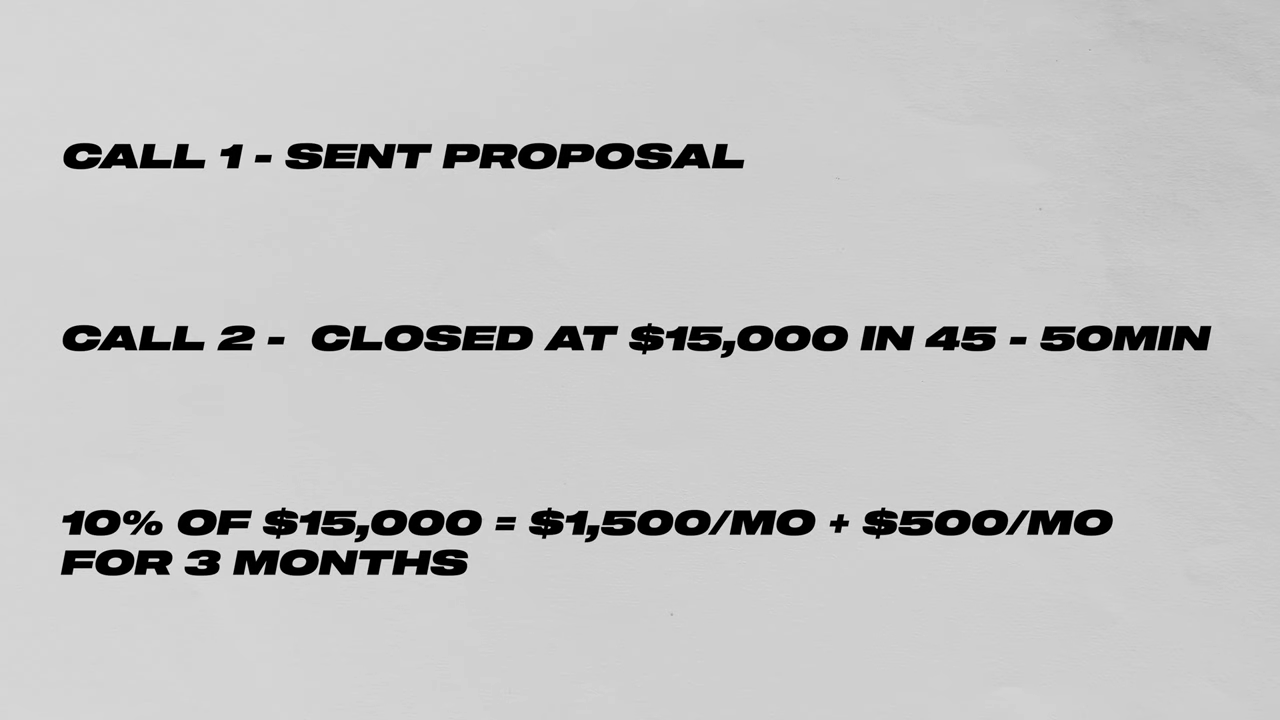 CALL 1 - SENT PROPOSAL
CALL 2 - CLOSED AT $15,000 IN 45 - 50MIN
10% OF $15,000 = $1,500/MO + $500/MO
FOR 3 MONTHS